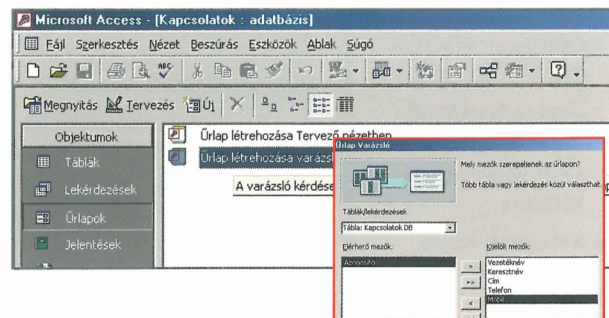 Microsoft Access - [Kapcsolatok : adatbázis]
Fájl Szerkesztés Nézet Beszúrás Eszközök Ablak Súgó
Megnyitás Tervezés Új
Objektumok
Táblák
Lekérdezések
Űrlapok
Jelentések
Űrlap létrehozása Tervező nézetben
Űrlap létrehozása varázsl
A varázsló kérdése
Űrlap Varázsló
Mely mezők szerepeljenek az űrlapon?
Több tábla vagy lekérdezés közül választhat.
Táblák/lekérdezések
Tábla: Kapcsolatok DB
Elérhető mezők:
Kijelölt mezők:
Azonosító
>
>>
<
Vezetéknév
Keresztnév
Cím
Telefon
Mobil